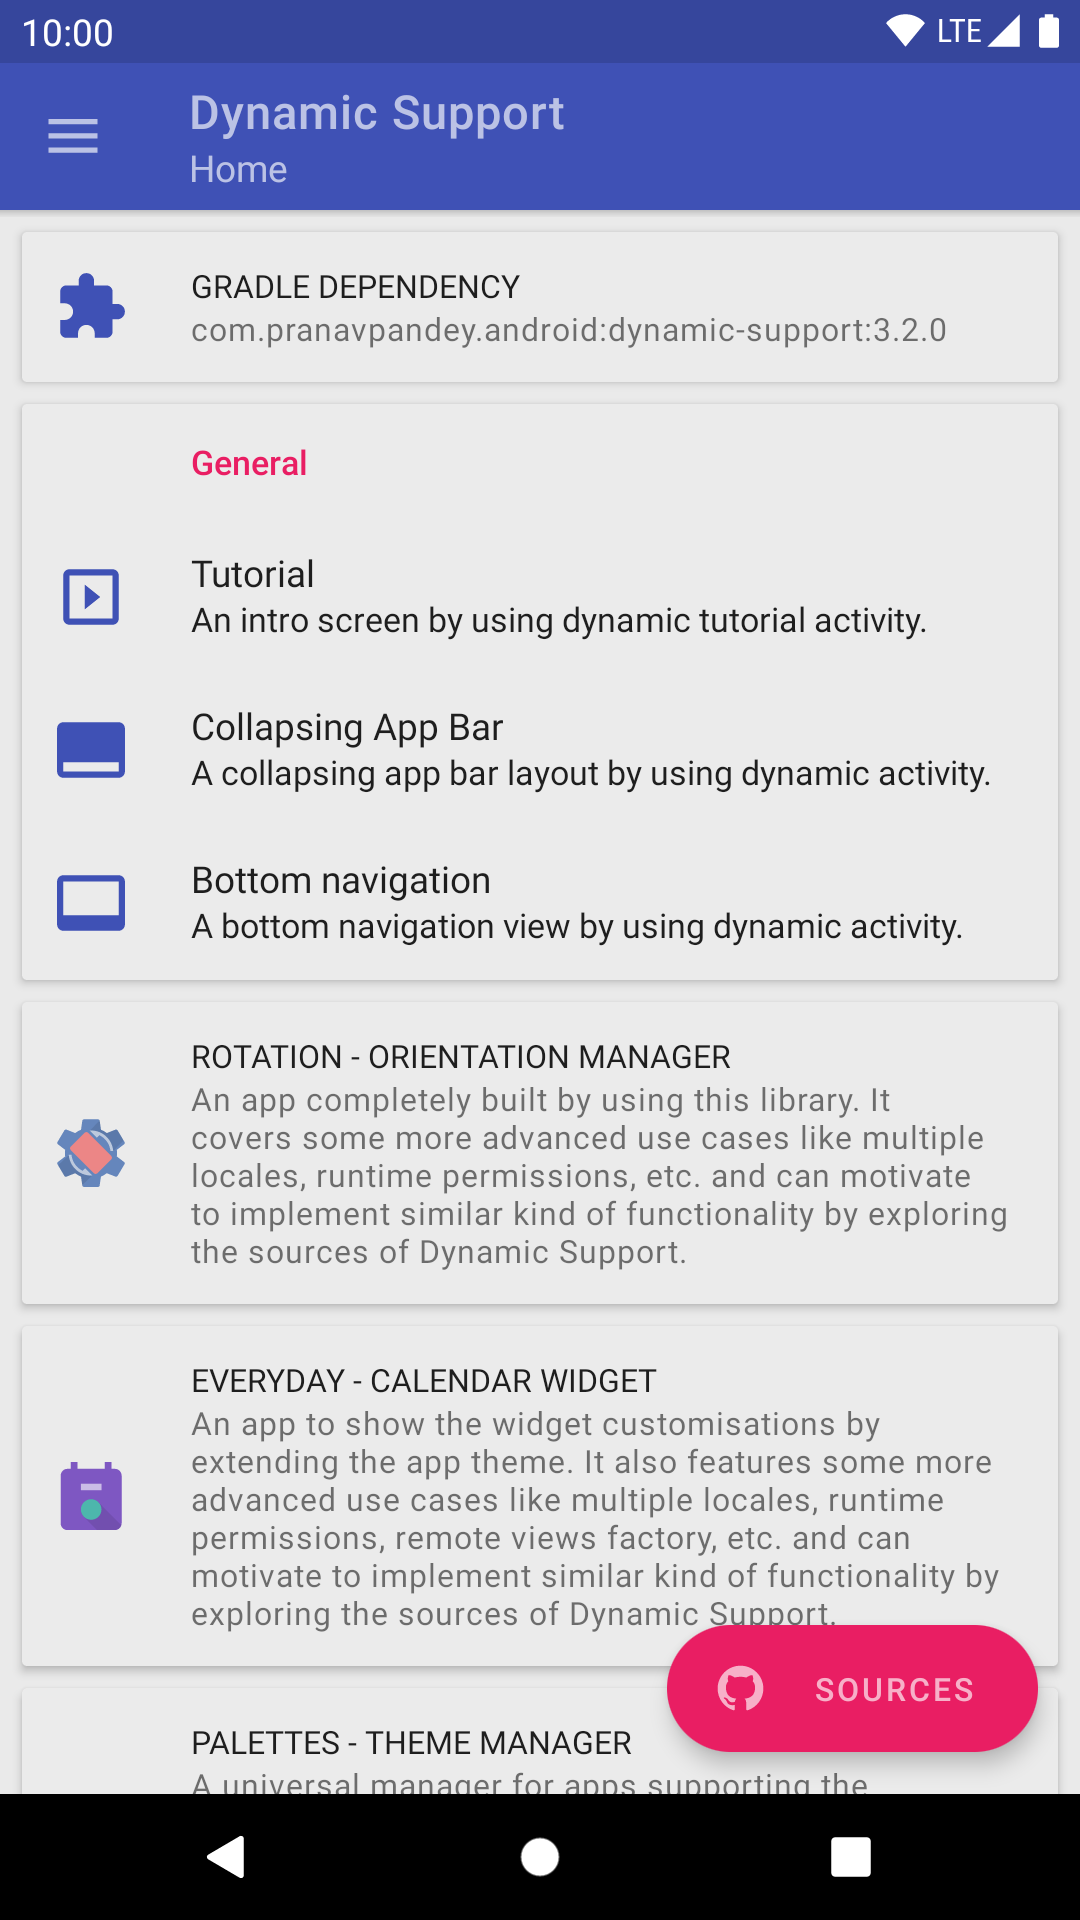 10:00
LTE
Dynamic Support
Home
GRADLE DEPENDENCY
com.pranavpandey.android:dynamic-support:3.2.0
General
Tutorial
An intro screen by using dynamic tutorial activity.
Collapsing App Bar
A collapsing app bar layout by using dynamic activity.
Bottom navigation
A bottom navigation view by using dynamic activity.
ROTATION - ORIENTATION MANAGER
An app completely built by using this library. It
covers some more advanced use cases like multiple
locales, runtime permissions, etc. and can motivate
to implement similar kind of functionality by exploring
the sources of Dynamic Support.
EVERYDAY - CALENDAR WIDGET
An app to show the widget customisations by
extending the app theme. It also features some more
advanced use cases like multiple locales, runtime
permissions, remote views factory, etc. and can
motivate to implement similar kind of functionality by
exploring the sources of Dynamic Support.
SOURCES
PALETTES - THEME MANAGER
A universal manager for apps supporting the